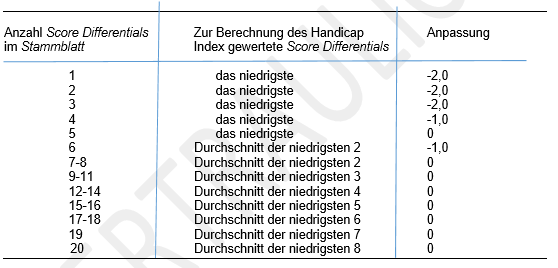 Anzahl Score Differentials im Stammblatt Zur Berechnung des Handicap Index gewertete Score Differentials Anpassung
1 das niedrigste -2,0
2 das niedrigste -2,0
3 das niedrigste -2,0
4 das niedrigste -1,0
5 das niedrigste 0
6 Durchschnitt der niedrigsten 2 -1,0
7-8 Durchschnitt der niedrigsten 2 0
9-11 Durchschnitt der niedrigsten 3 0
12-14 Durchschnitt der niedrigsten 4 0
15-16 Durchschnitt der niedrigsten 5 0
17-18 Durchschnitt der niedrigsten 6 0
19 Durchschnitt der niedrigsten 7 0
20 Durchschnitt der niedrigsten 8 0